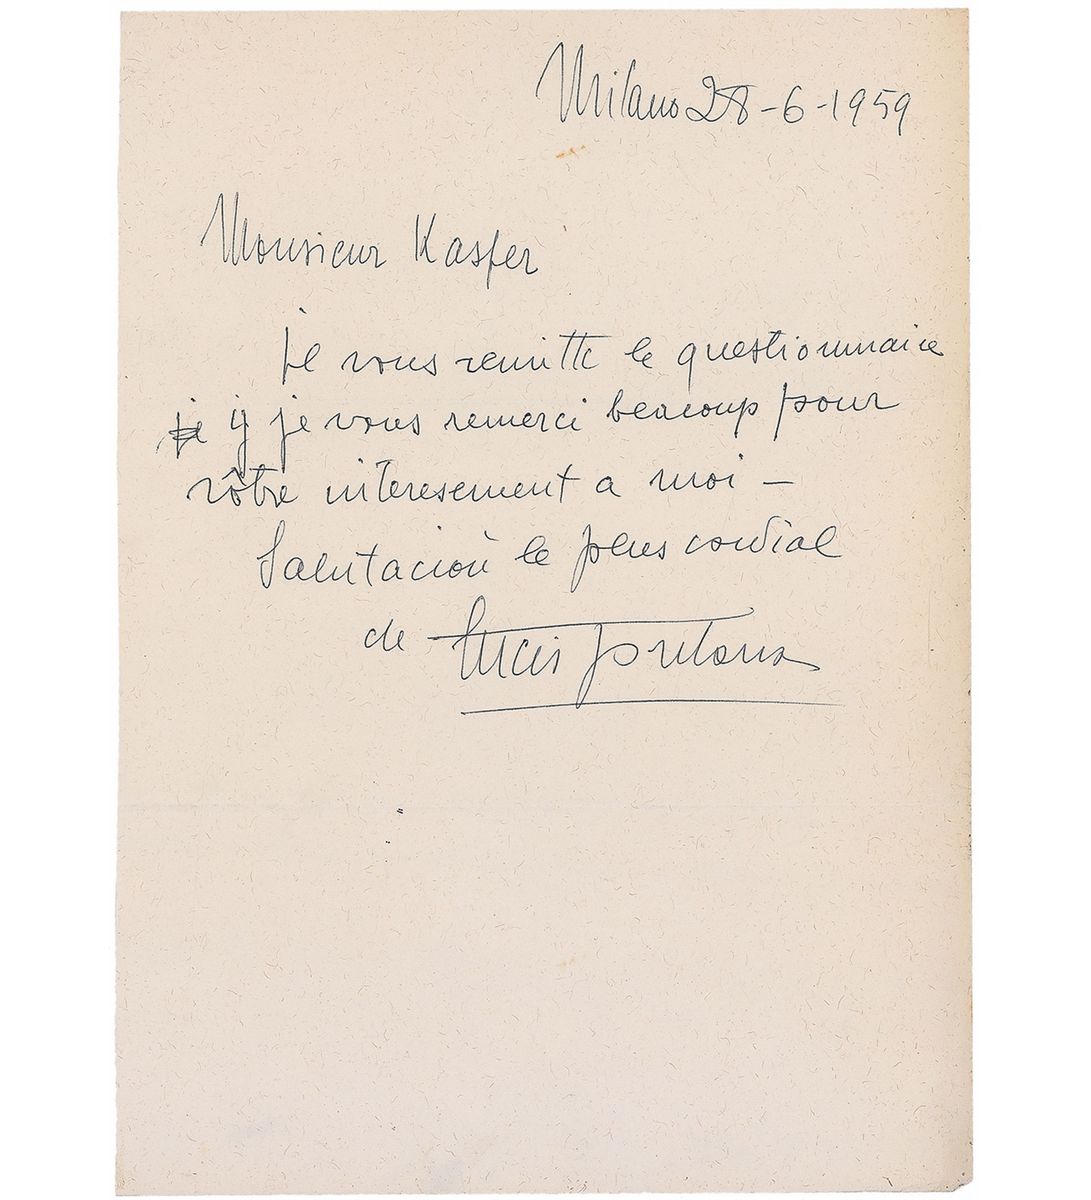 Milano 28-6-1959
Monsieur Kasper
je vous remitte le questionnaire
y je vous remerci beaucoup pour
vôtre interesement a moi —
Salutacion le plus cordial
de Lucio Fontana